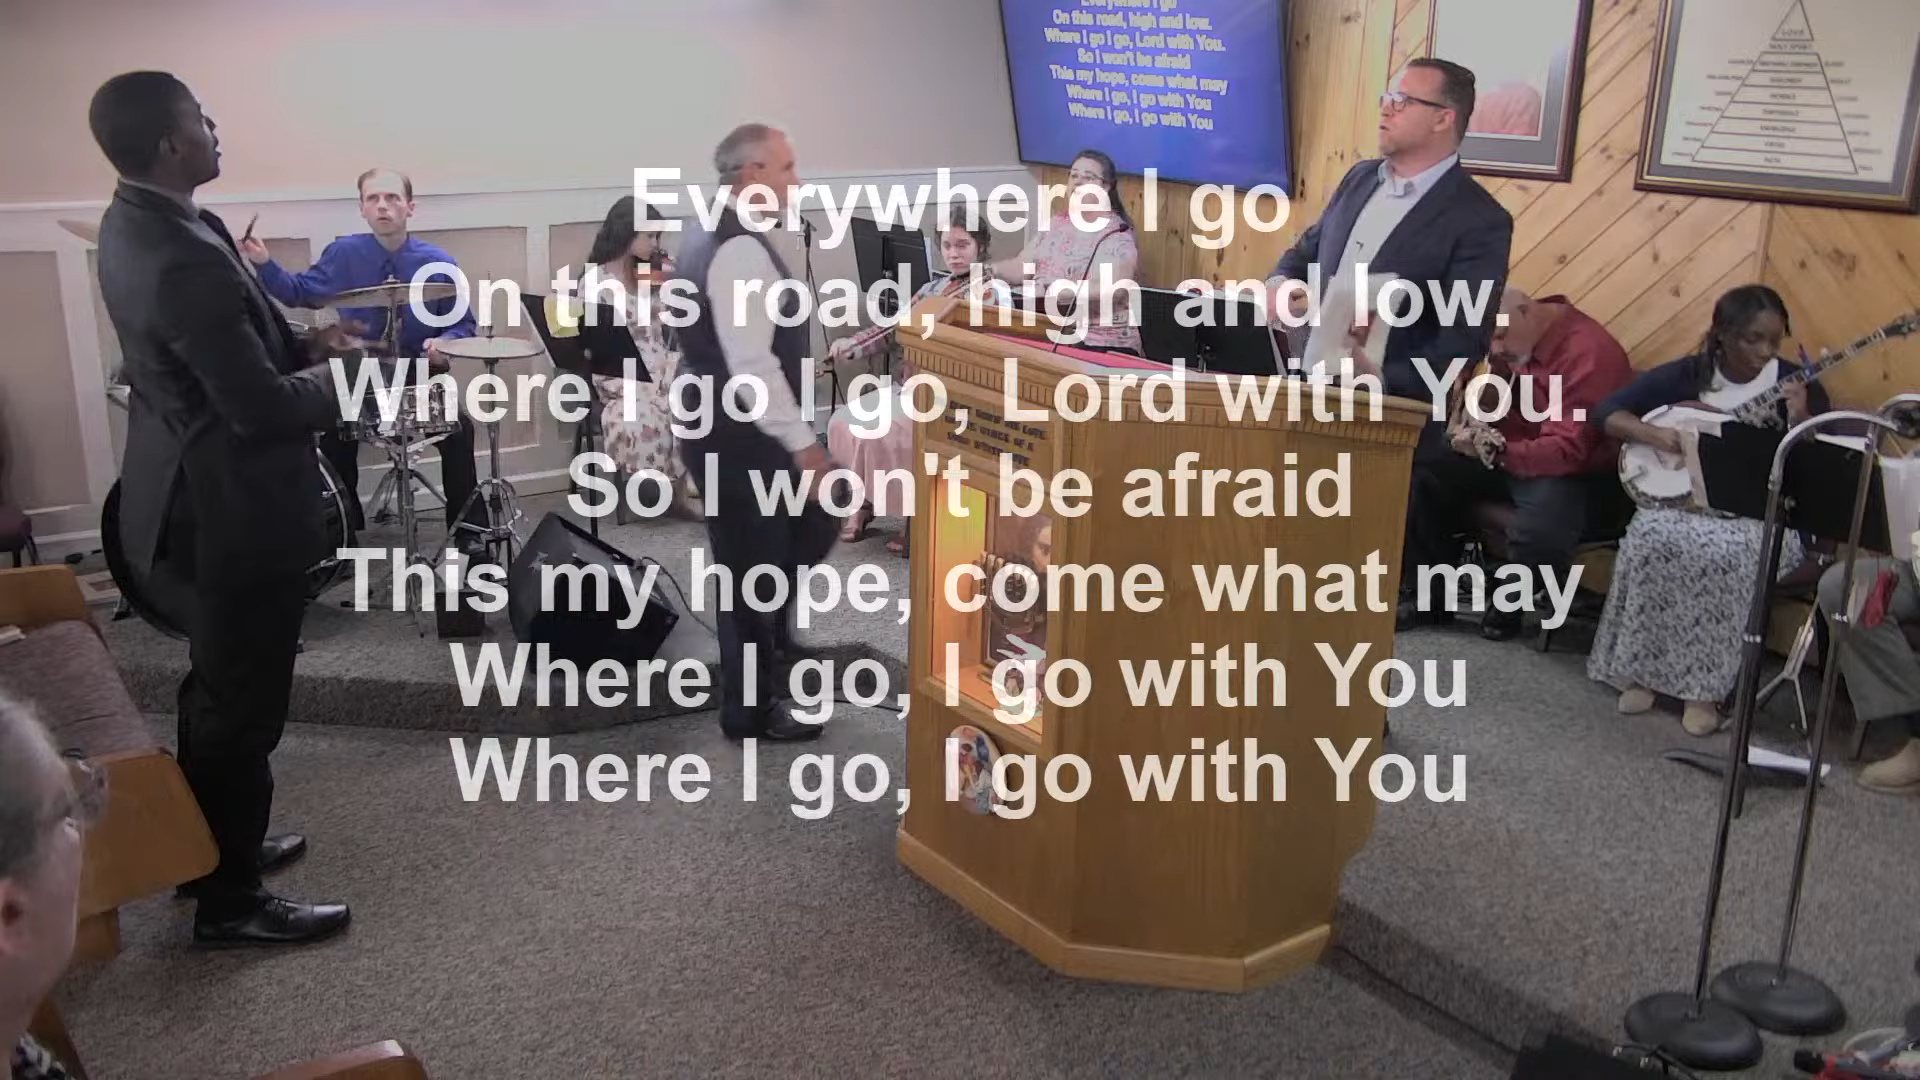 Everywhere I go
On this road, high and low.
Where I go I go, Lord with You.
So I won't be afraid
This my hope, come what may
Where I go, I go with You
Where I go, I go with You
Everywhere I go
On this road, high and low.
Where I go I go, Lord with You.
So I won't be afraid
This my hope, come what may
Where I go, I go with You
Where I go, I go with You
LOVE
HOLY SPIRIT